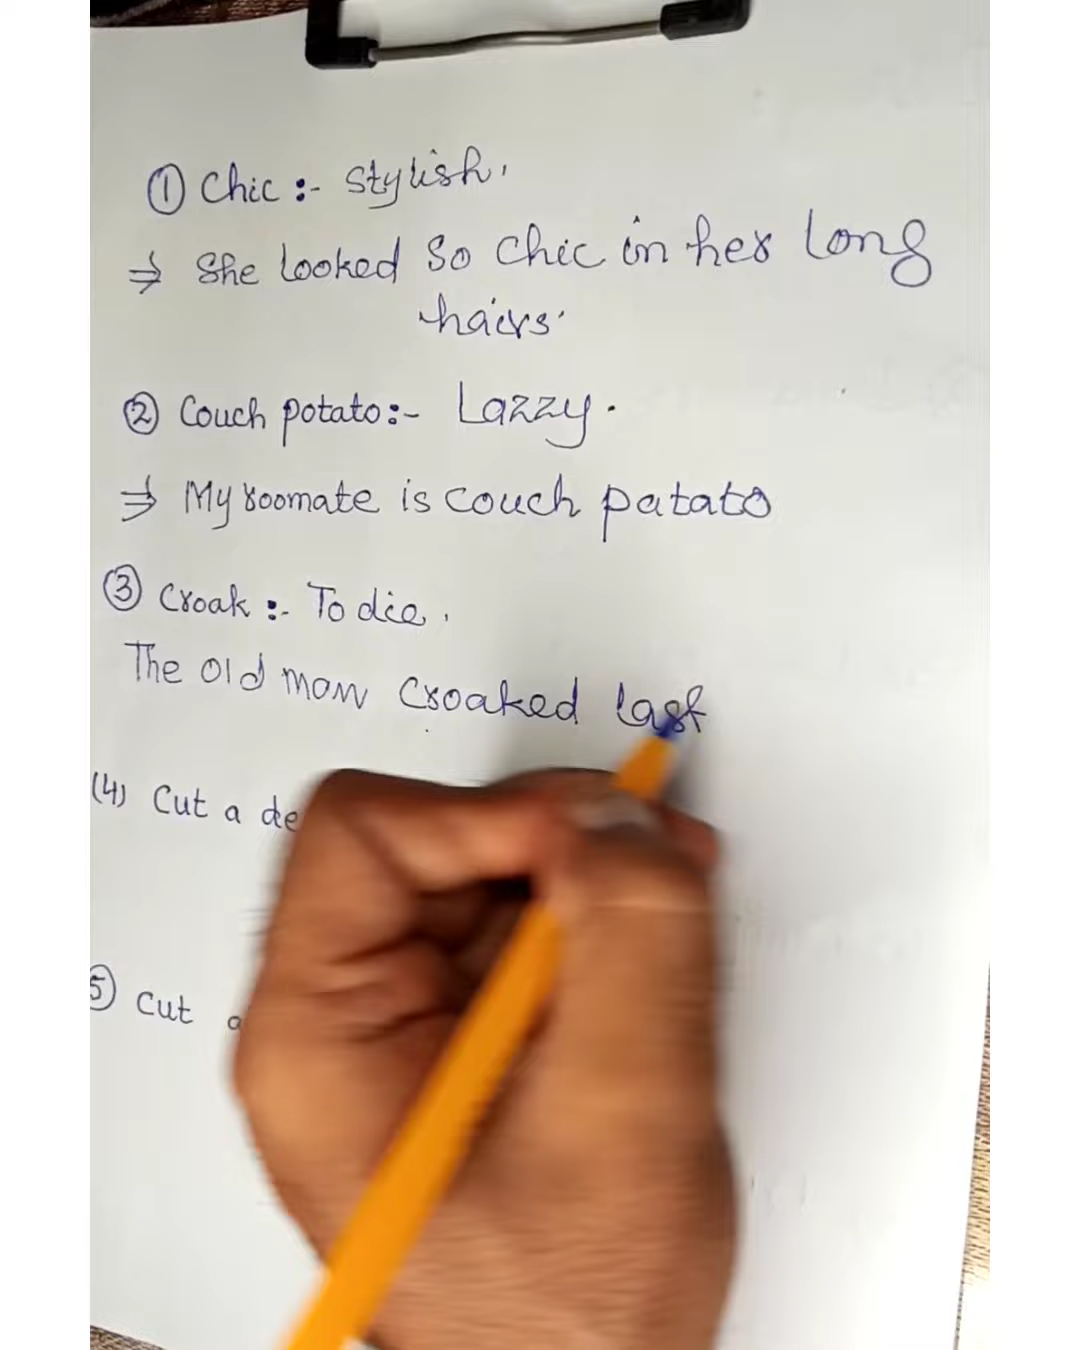 ① Chic :- Stylish.
⇒ She looked So Chic in her long
hairs.
② Couch potato :- Lazzy.
⇒ My roomate is couch patato
③ Croak :- To die.
The old man Croaked last
(4) Cut a de
⑤ Cut a